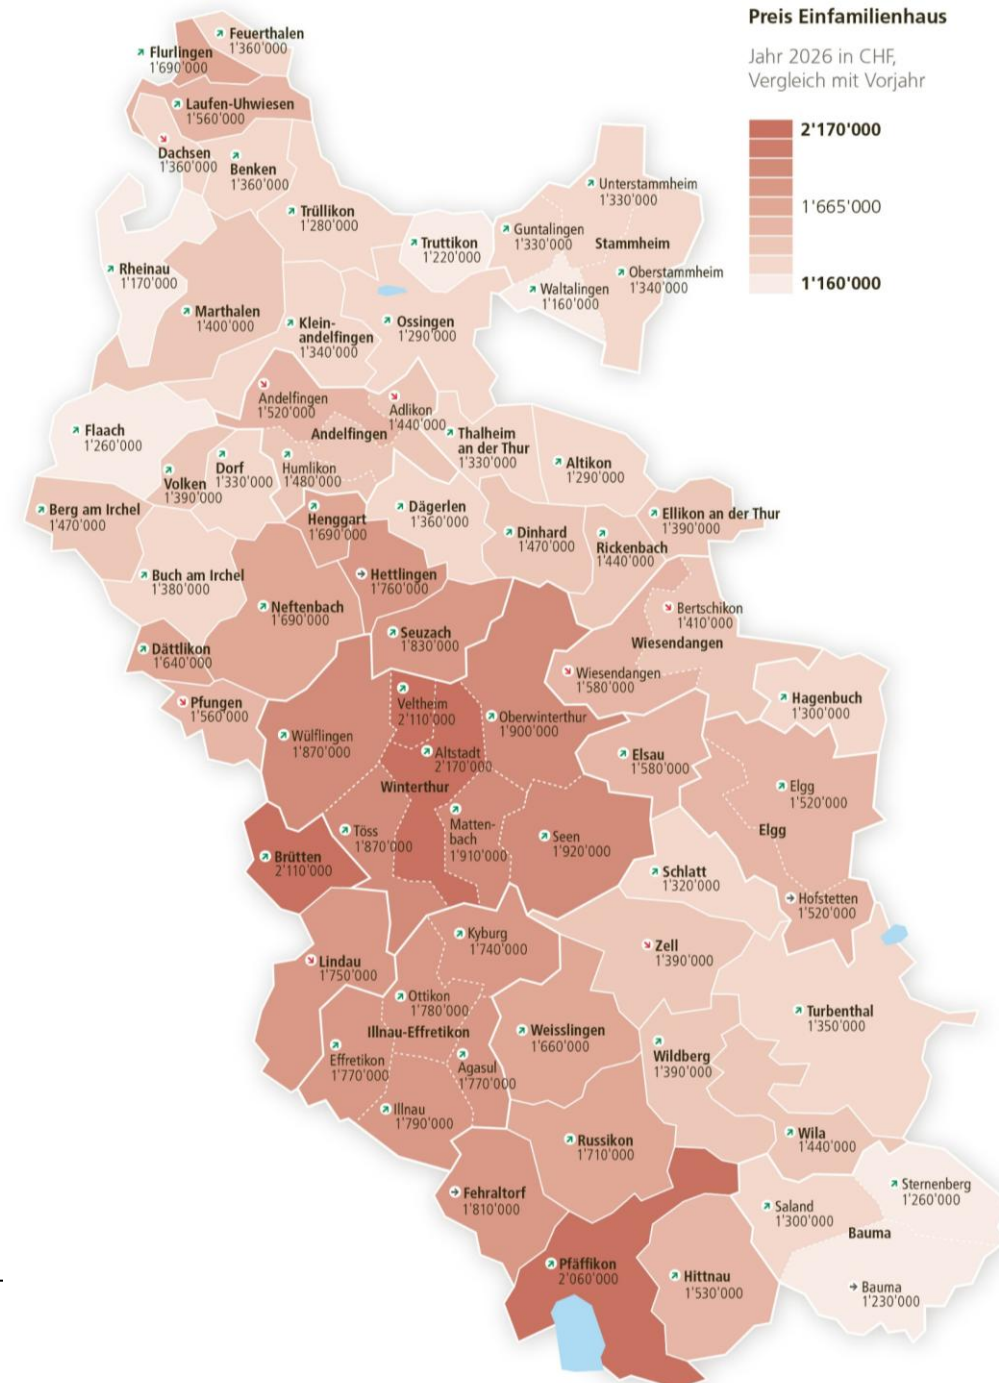 Preis Einfamilienhaus
Jahr 2026 in CHF,
Vergleich mit Vorjahr
2'170'000
1'665'000
1'160'000
Feuerthalen
1'360'000
Flurlingen
1'690'000
Laufen-Uhwiesen
1'560'000
Dachsen
1'360'000
Benken
1'360'000
Trüllikon
1'280'000
Truttikon
1'220'000
Unterstammheim
1'330'000
Guntalingen
1'330'000
Stammheim
Oberstammheim
1'340'000
Waltalingen
1'160'000
Rheinau
1'170'000
Marthalen
1'400'000
Klein-
andelfingen
1'340'000
Ossingen
1'290'000
Andelfingen
1'520'000
Adlikon
1'440'000
Andelfingen
Flaach
1'260'000
Thalheim
an der Thur
1'330'000
Altikon
1'290'000
Volken
1'390'000
Dorf
1'330'000
Humlikon
1'480'000
Berg am Irchel
1'470'000
Henggart
1'690'000
Dägerlen
1'360'000
Dinhard
1'470'000
Rickenbach
1'440'000
Ellikon an der Thur
1'390'000
Buch am Irchel
1'380'000
Hettlingen
1'760'000
Neftenbach
1'690'000
Seuzach
1'830'000
Bertschikon
1'410'000
Wiesendangen
Wiesendangen
1'580'000
Dättlikon
1'640'000
Pfungen
1'560'000
Veltheim
2'110'000
Oberwinterthur
1'900'000
Hagenbuch
1'300'000
Wülflingen
1'870'000
Altstadt
2'170'000
Elsau
1'580'000
Winterthur
Elgg
1'520'000
Elgg
Töss
1'870'000
Matten-
bach
1'910'000
Seen
1'920'000
Brütten
2'110'000
Schlatt
1'320'000
Hofstetten
1'520'000
Kyburg
1'740'000
Zell
1'390'000
Lindau
1'750'000
Ottikon
1'780'000
Illnau-Effretikon
Weisslingen
1'660'000
Turbenthal
1'350'000
Effretikon
1'770'000
Agasul
1'770'000
Wildberg
1'390'000
Illnau
1'790'000
Russikon
1'710'000
Wila
1'440'000
Fehraltorf
1'810'000
Sternenberg
1'260'000
Saland
1'300'000
Bauma
Pfäffikon
2'060'000
Hittnau
1'530'000
Bauma
1'230'000